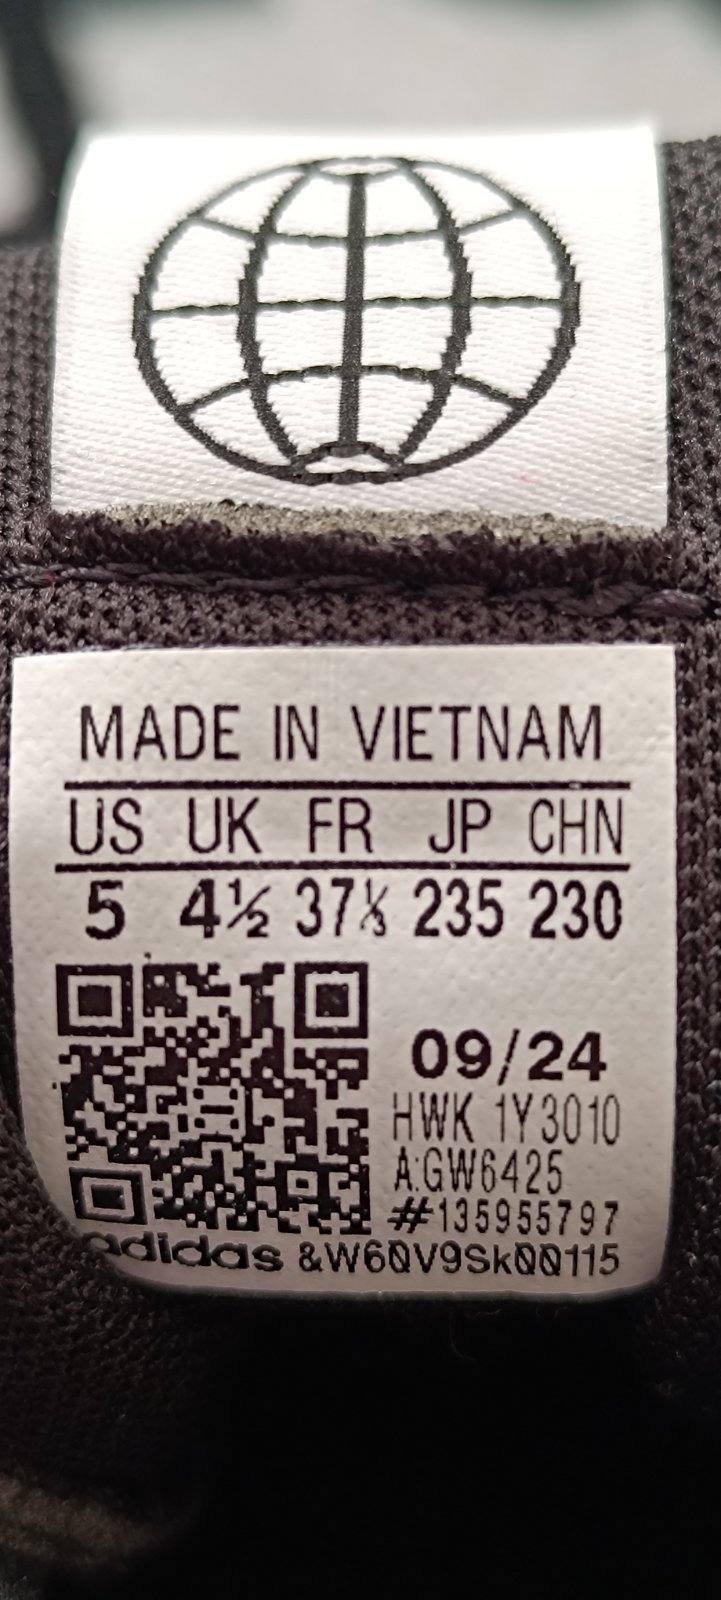 MADE IN VIETNAM
US UK FR JP CHN
5 4½ 37⅓ 235 230
09/24
HWK 1Y3010
A:GW6425
#135955797
adidas &W60V9Sk00115